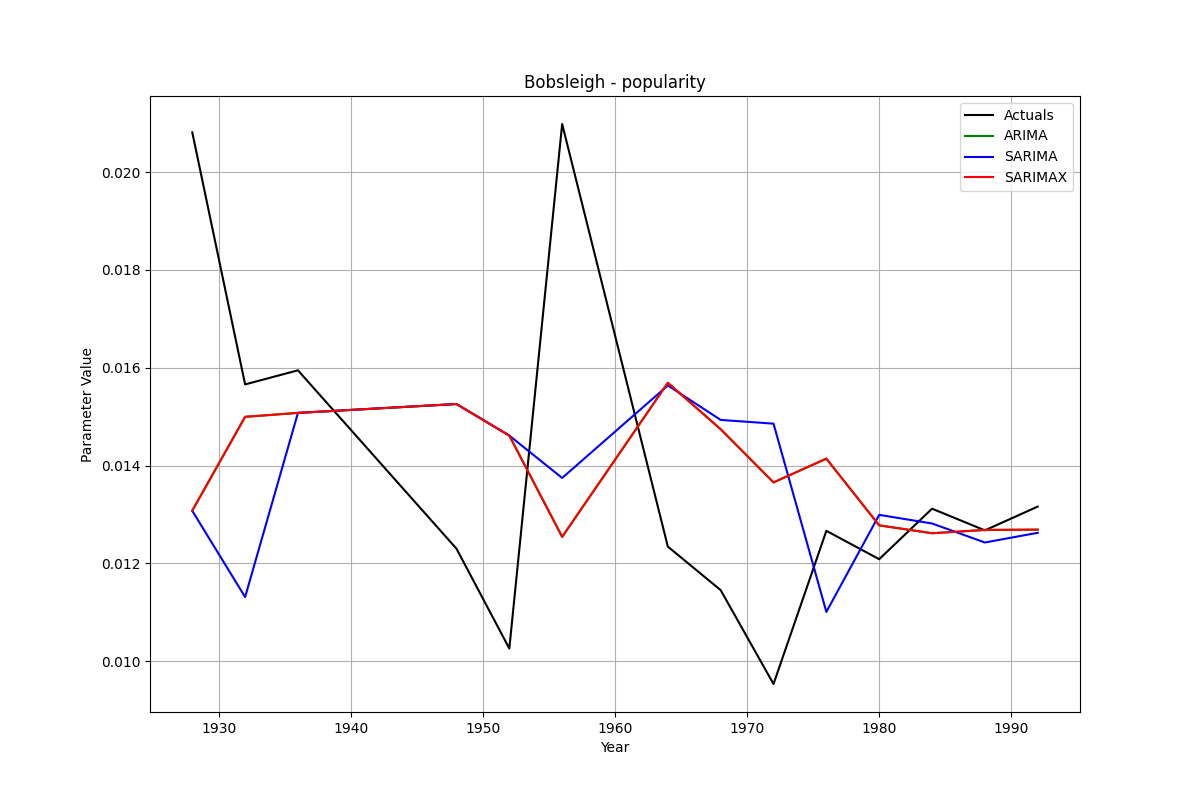 Bobsleigh - popularity
Actuals
ARIMA
SARIMA
SARIMAX
0.020
0.018
0.016
0.014
0.012
0.010
Parameter Value
1930 1940 1950 1960 1970 1980 1990
Year